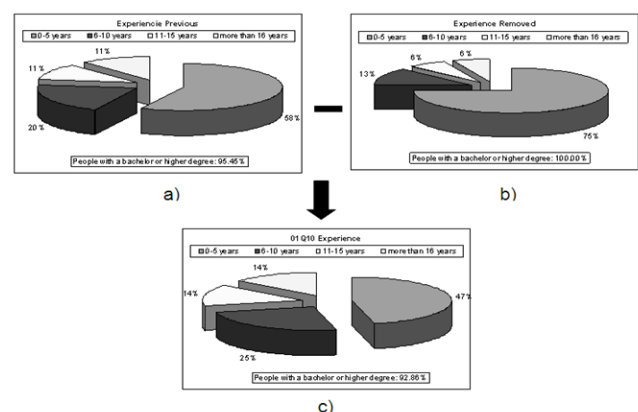 Experiencie Previous
0-5 years 6-10 years 11-15 years more than 16 years
11%
11%
20%
58%
People with a bachelor or higher degree: 95.45%
a)
Experience Removed
0-5 years 6-10 years 11-15 years more than 16 years
6%
6%
13%
75%
People with a bachelor or higher degree: 100.00%
b)
01Q10 Experience
0-5 years 6-10 years 11-15 years more than 16 years
14%
14%
47%
25%
People with a bachelor or higher degree: 92.86%
c)